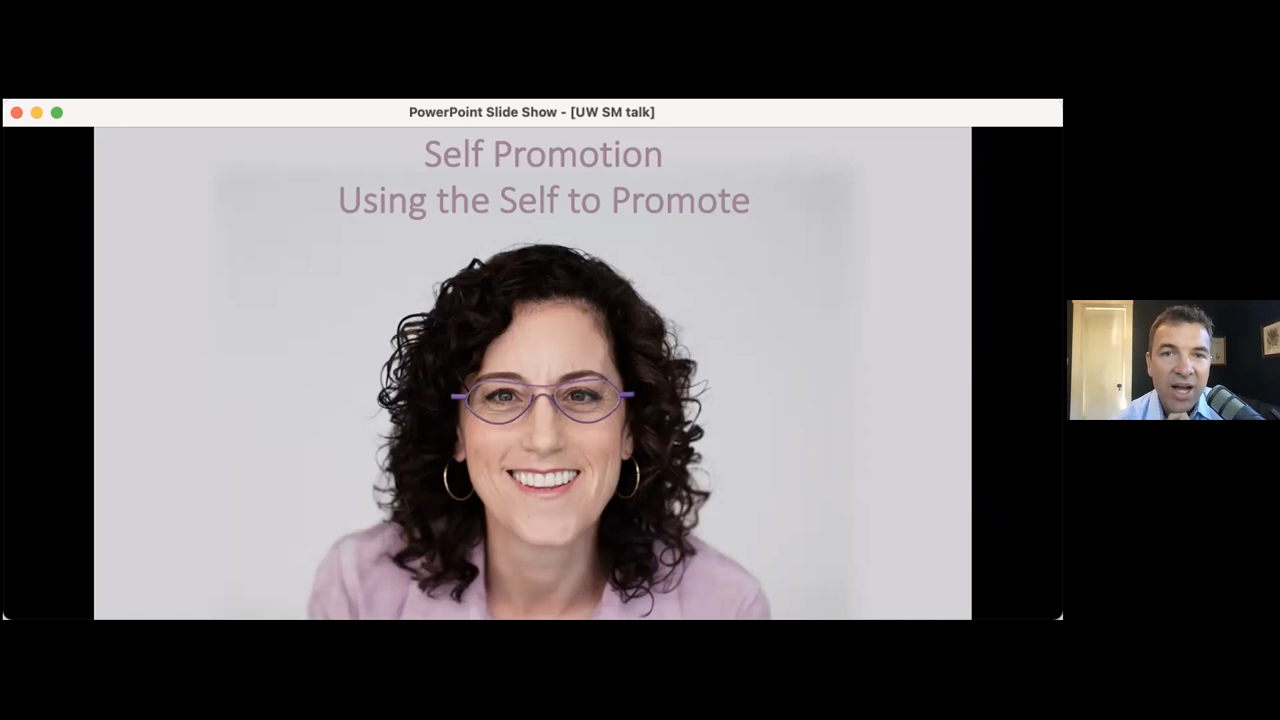 PowerPoint Slide Show - [UW SM talk]
Self Promotion
Using the Self to Promote